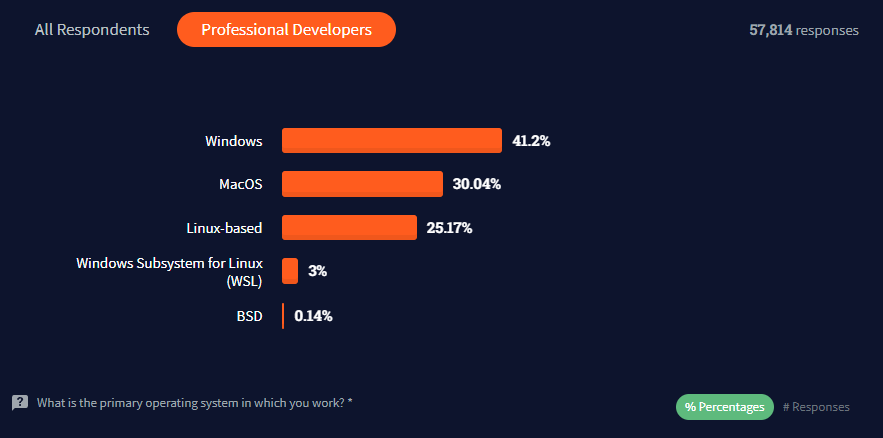 All Respondents
Professional Developers
57,814 responses
Windows
41.2%
MacOS
30.04%
Linux-based
25.17%
Windows Subsystem for Linux
(WSL)
3%
BSD
0.14%
? What is the primary operating system in which you work? *
% Percentages
# Responses